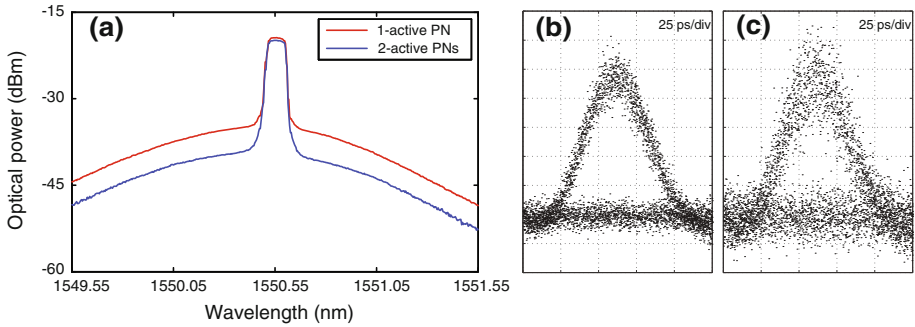 (a)
1-active PN
2-active PNs
Optical power (dBm)
-15
-30
-45
-60
1549.55
1550.05
1550.55
1551.05
1551.55
Wavelength (nm)
(b)
25 ps/div
(c)
25 ps/div